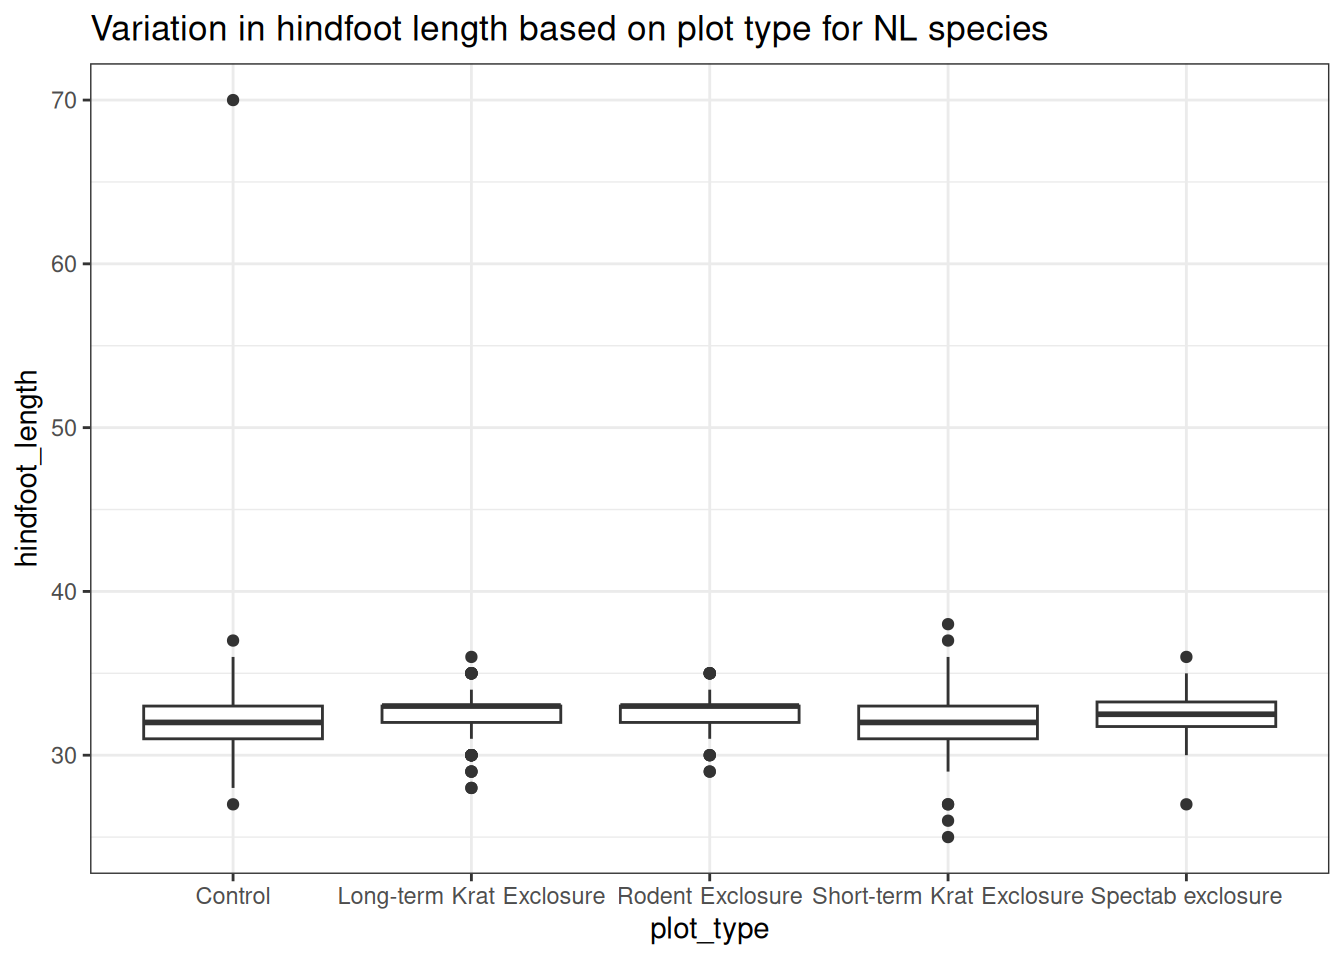 Variation in hindfoot length based on plot type for NL species
hindfoot_length
70
60
50
40
30
Control
Long-term Krat Exclosure
Rodent Exclosure
Short-term Krat Exclosure
Spectab exclosure
plot_type